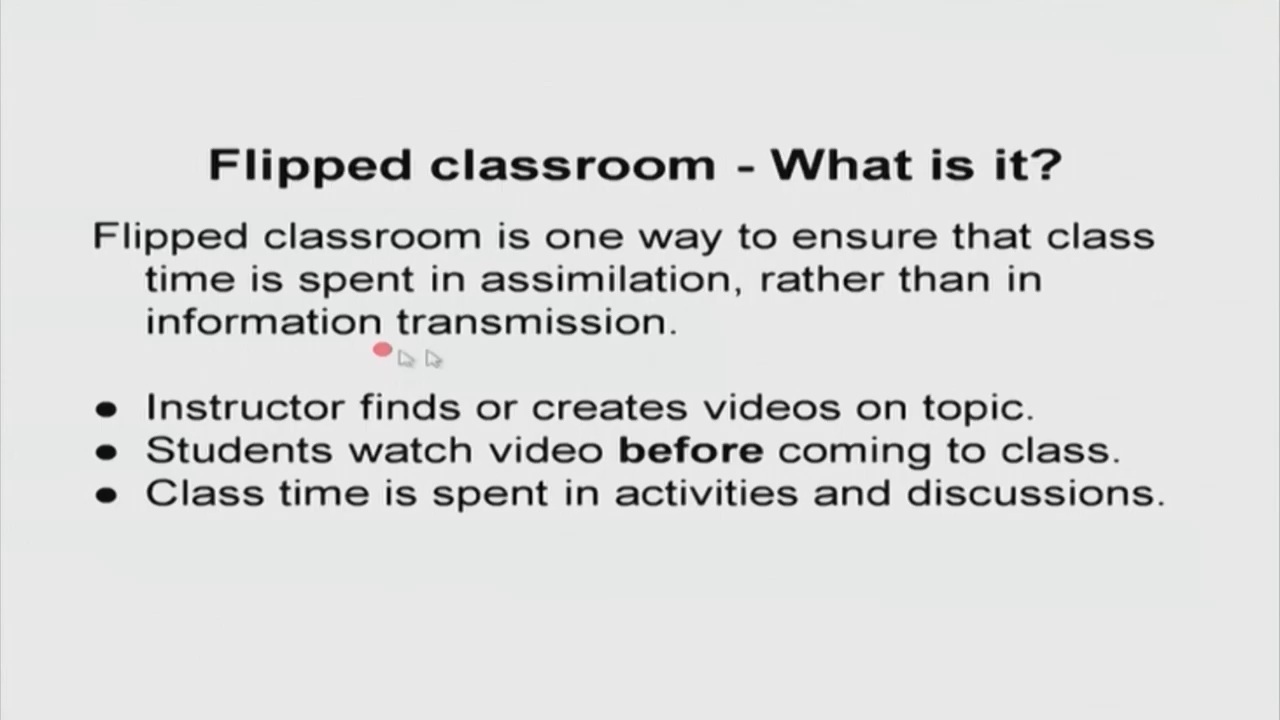 Flipped classroom - What is it?
Flipped classroom is one way to ensure that class
time is spent in assimilation, rather than in
information transmission.
● Instructor finds or creates videos on topic.
● Students watch video before coming to class.
● Class time is spent in activities and discussions.